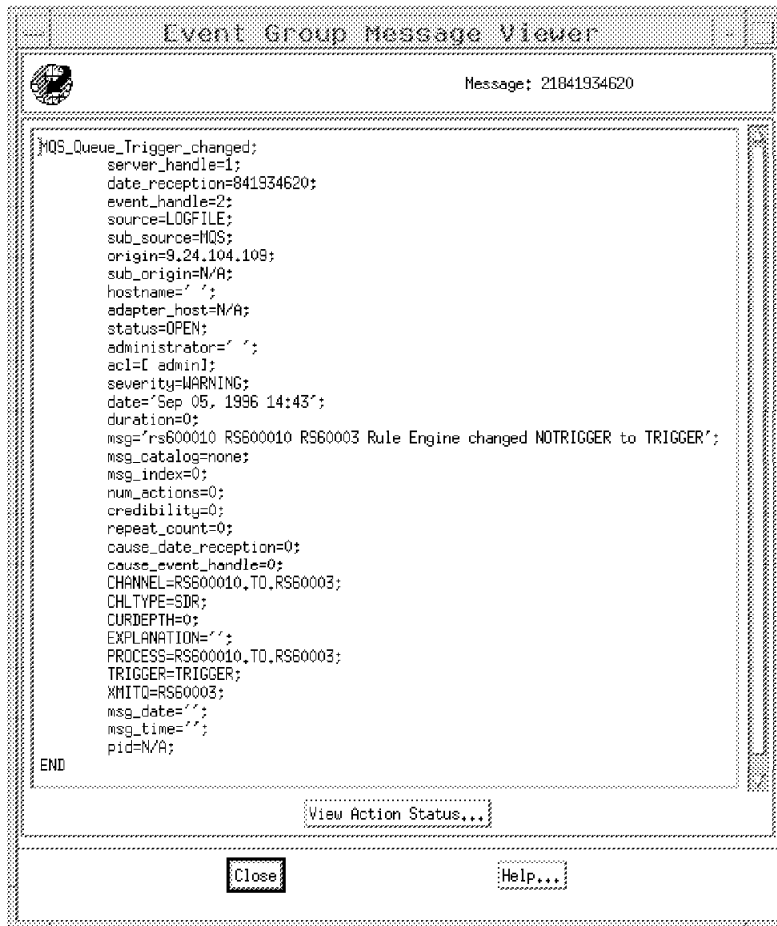 Event Group Message Viewer
Message: 21841934620
MQS_Queue_Trigger_changed;
server_handle=1;
date_reception=841934620;
event_handle=2;
source=LOGFILE;
sub_source=MQS;
origin=9.24.104.109;
sub_origin=N/A;
hostname=' ';
adapter_host=N/A;
status=OPEN;
administrator=' ';
acl=[ admin];
severity=WARNING;
date='Sep 05, 1996 14:43';
duration=0;
msg='rs600010 RS600010 RS60003 Rule Engine changed NOTRIGGER to TRIGGER';
msg_catalog=none;
msg_index=0;
num_actions=0;
credibility=0;
repeat_count=0;
cause_date_reception=0;
cause_event_handle=0;
CHANNEL=RS600010.TO.RS60003;
CHLTYPE=SDR;
CURDEPTH=0;
EXPLANATION='';
PROCESS=RS600010.TO.RS60003;
TRIGGER=TRIGGER;
XMITQ=RS60003;
msg_date='';
msg_time='';
pid=N/A;
END
View Action Status...
Close
Help...